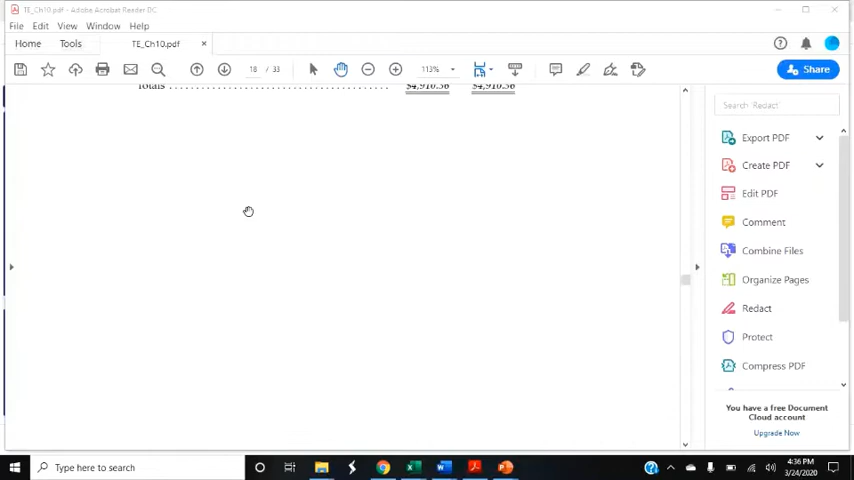 TE_Ch10.pdf - Adobe Acrobat Reader DC
File Edit View Window Help
Home Tools TE_Ch10.pdf ×
18 / 33 113% Share
Totals . . . . . . . . . . . . . . . . . . . . . . . . . . . . . . . . . . . . . . . . $4,910.56 $4,910.56
Search 'Redact'
Export PDF
Create PDF
Edit PDF
Comment
Combine Files
Organize Pages
Redact
Protect
Compress PDF
You have a free Document
Cloud account
Upgrade Now
Type here to search
4:36 PM
3/24/2020